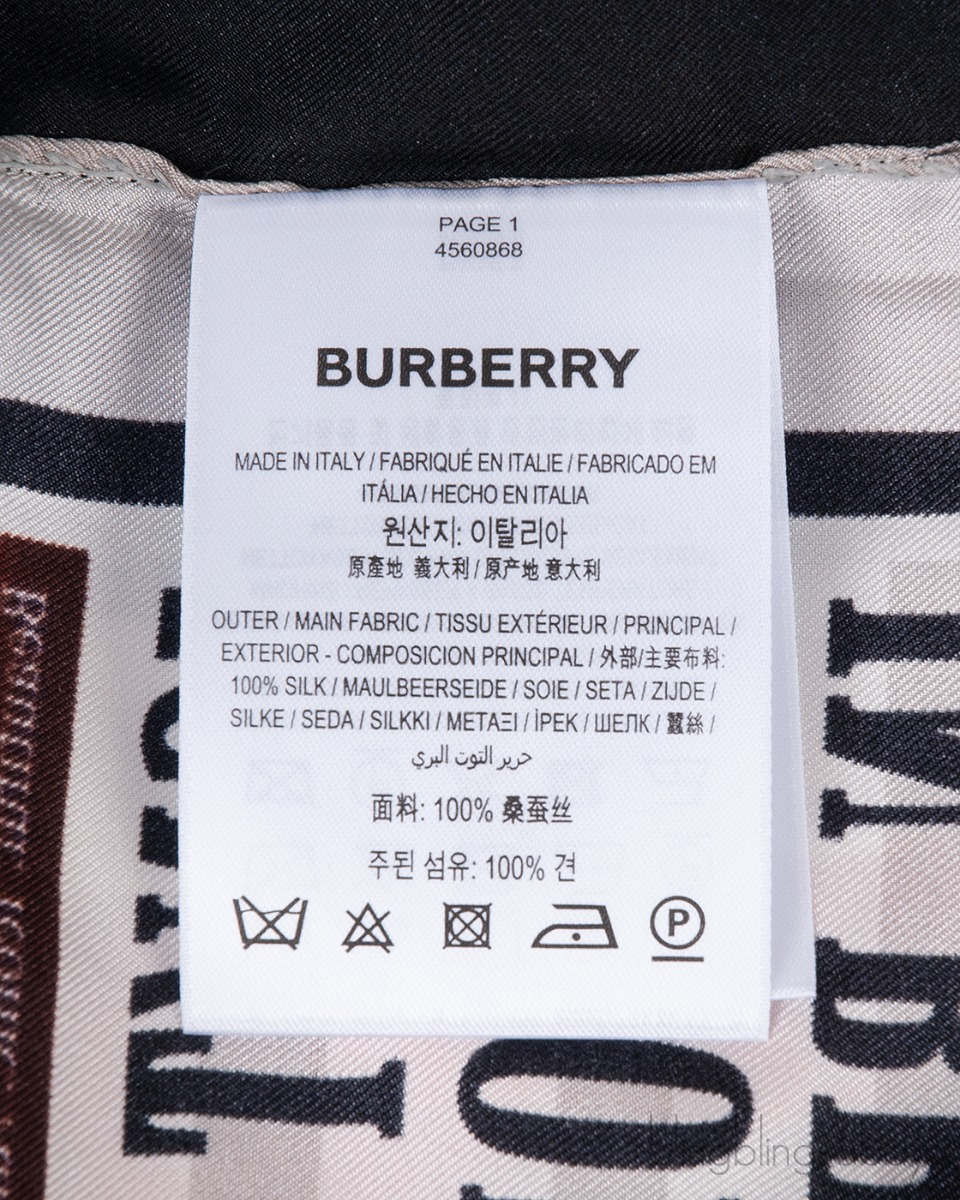 PAGE 1
4560868
BURBERRY
MADE IN ITALY / FABRIQUÉ EN ITALIE / FABRICADO EM
ITÁLIA / HECHO EN ITALIA
원산지: 이탈리아
原產地 義大利 / 原产地 意大利
OUTER / MAIN FABRIC / TISSU EXTÉRIEUR / PRINCIPAL /
EXTERIOR - COMPOSICION PRINCIPAL / 外部/主要布料:
100% SILK / MAULBEERSEIDE / SOIE / SETA / ZIJDE /
SILKE / SEDA / SILKKI / ΜΕΤΑΞΙ / İPEK / ШЕЛК / 蠶絲 /
حرير التوت البري
面料: 100% 桑蚕丝
주된 섬유: 100% 견
P